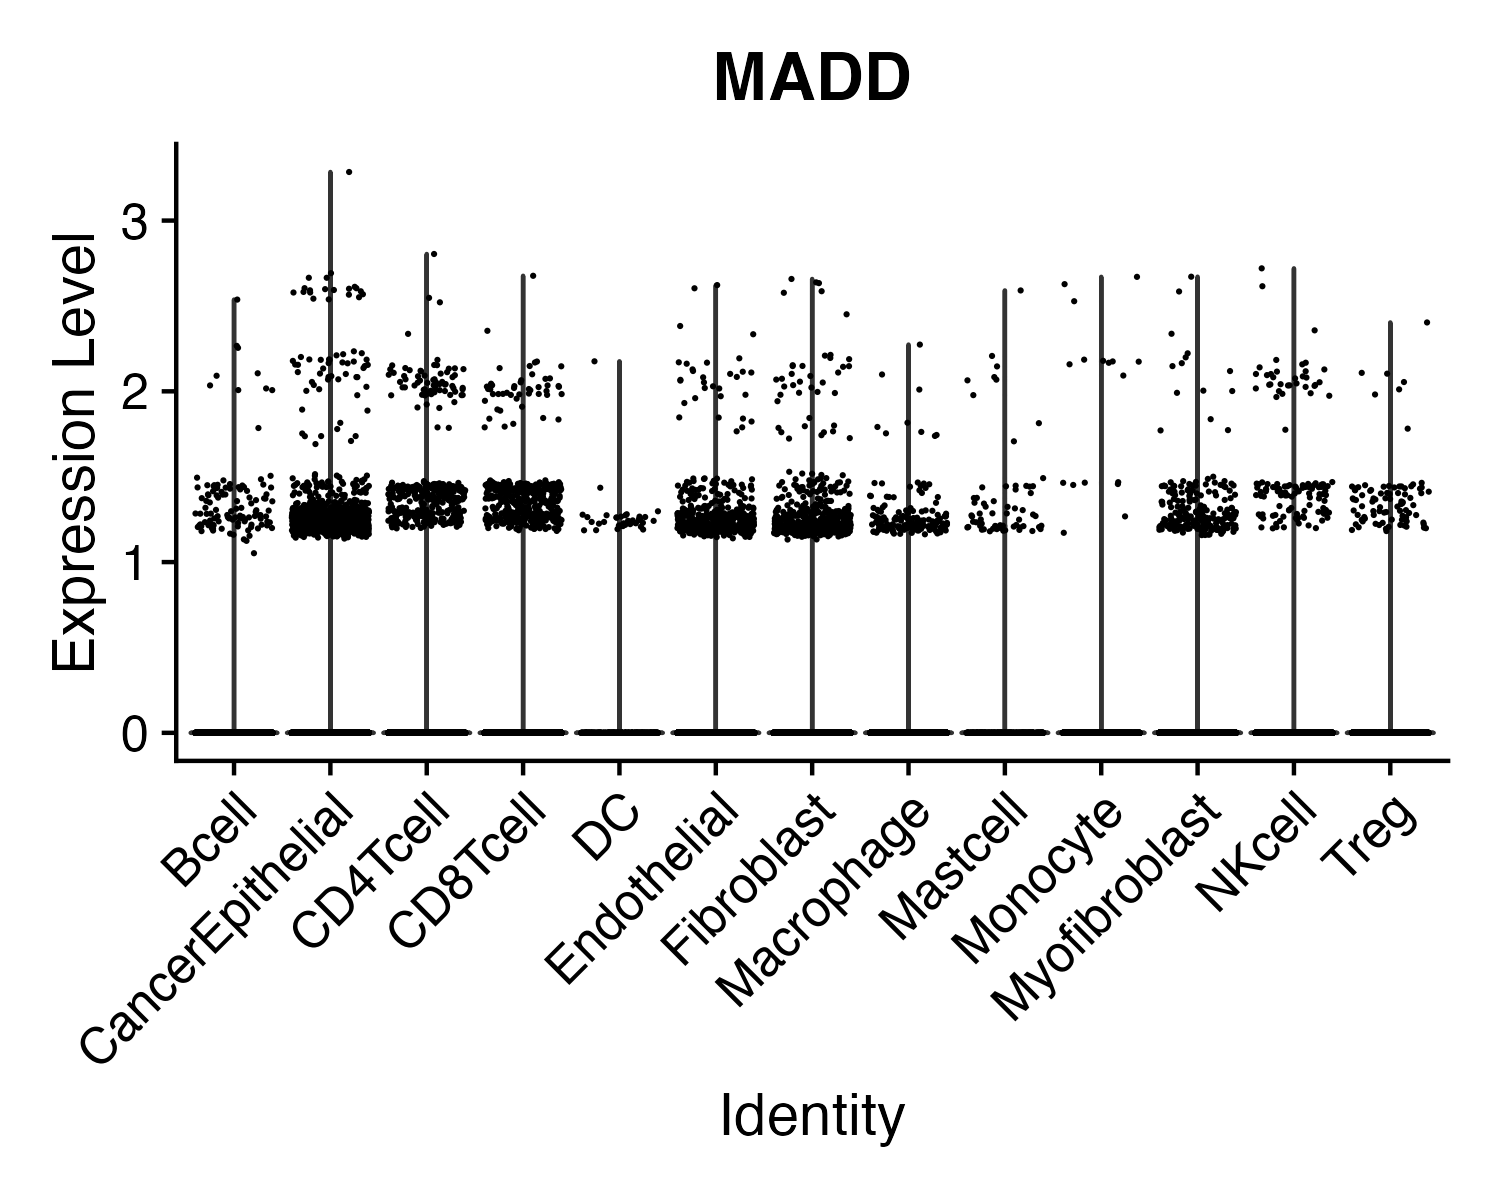 MADD
Expression Level
3
2
1
0
Bcell
CancerEpithelial
CD4Tcell
CD8Tcell
DC
Endothelial
Fibroblast
Macrophage
Mastcell
Monocyte
Myofibroblast
NKcell
Treg
Identity